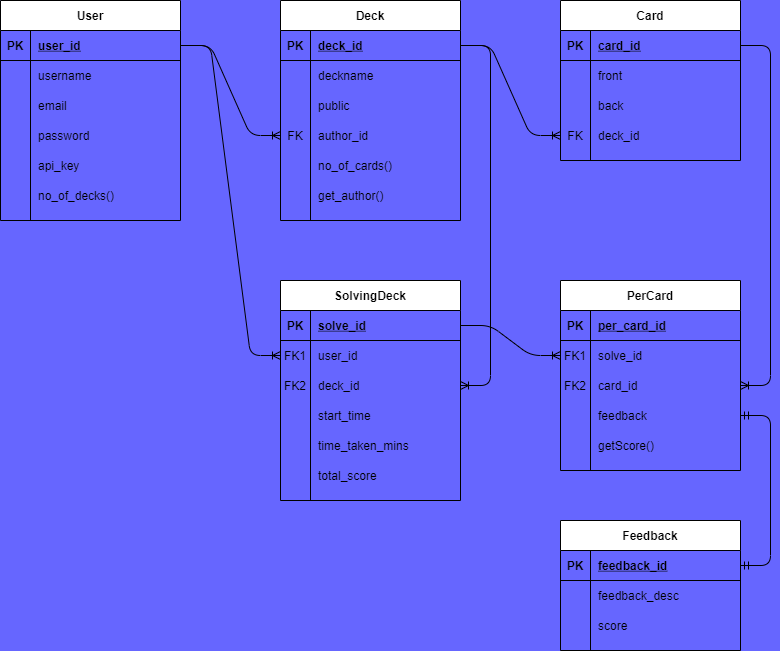 User
PK user_id
username
email
password
api_key
no_of_decks()
Deck
PK deck_id
deckname
public
FK author_id
no_of_cards()
get_author()
Card
PK card_id
front
back
FK deck_id
SolvingDeck
PK solve_id
FK1 user_id
FK2 deck_id
start_time
time_taken_mins
total_score
PerCard
PK per_card_id
FK1 solve_id
FK2 card_id
feedback
getScore()
Feedback
PK feedback_id
feedback_desc
score